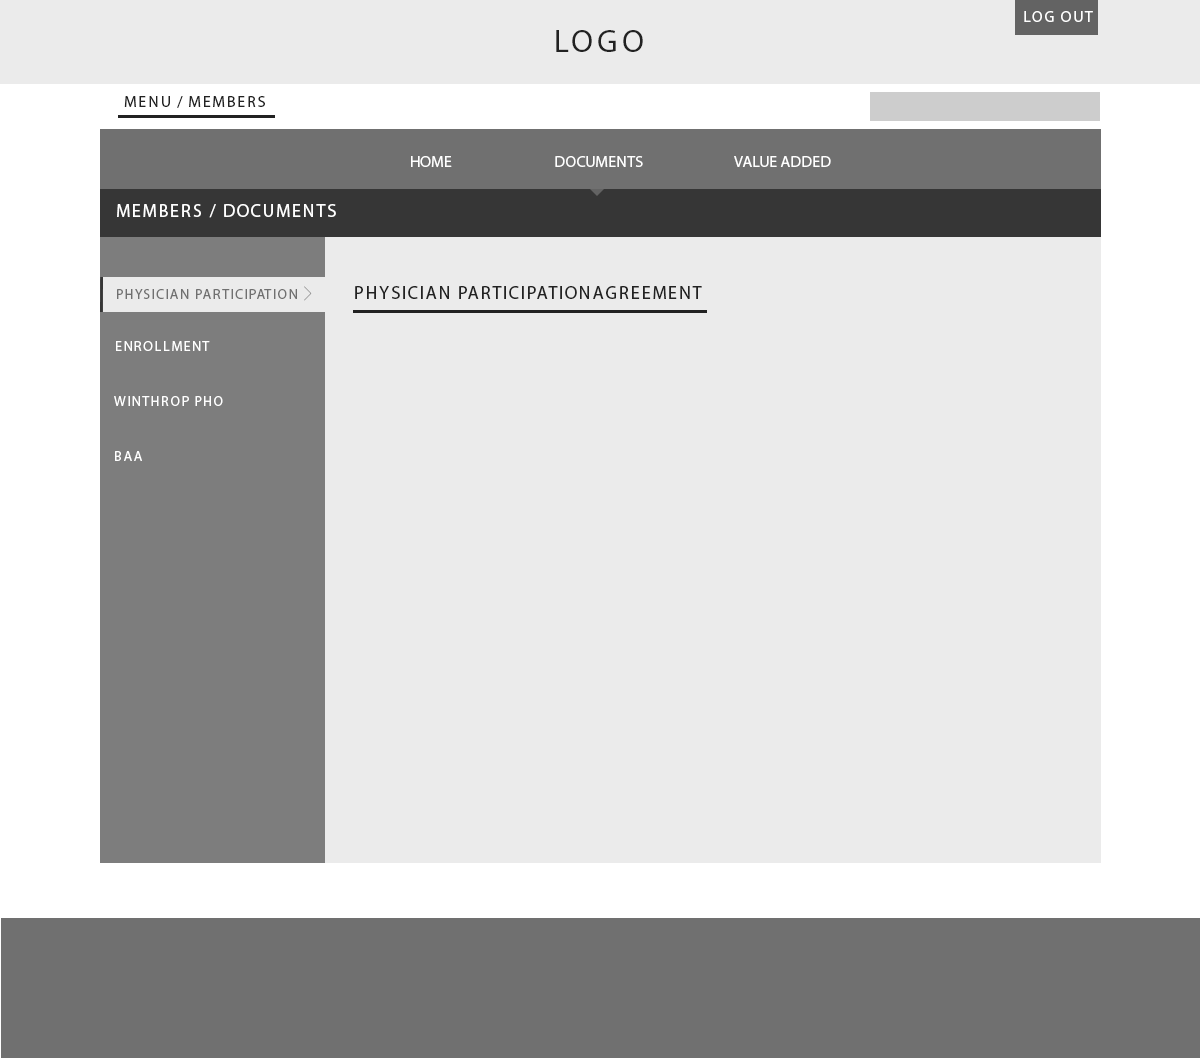 LOG OUT
LOGO
MENU / MEMBERS
HOME DOCUMENTS VALUE ADDED
MEMBERS / DOCUMENTS
PHYSICIAN PARTICIPATION
PHYSICIAN PARTICIPATIONAGREEMENT
ENROLLMENT
WINTHROP PHO
BAA